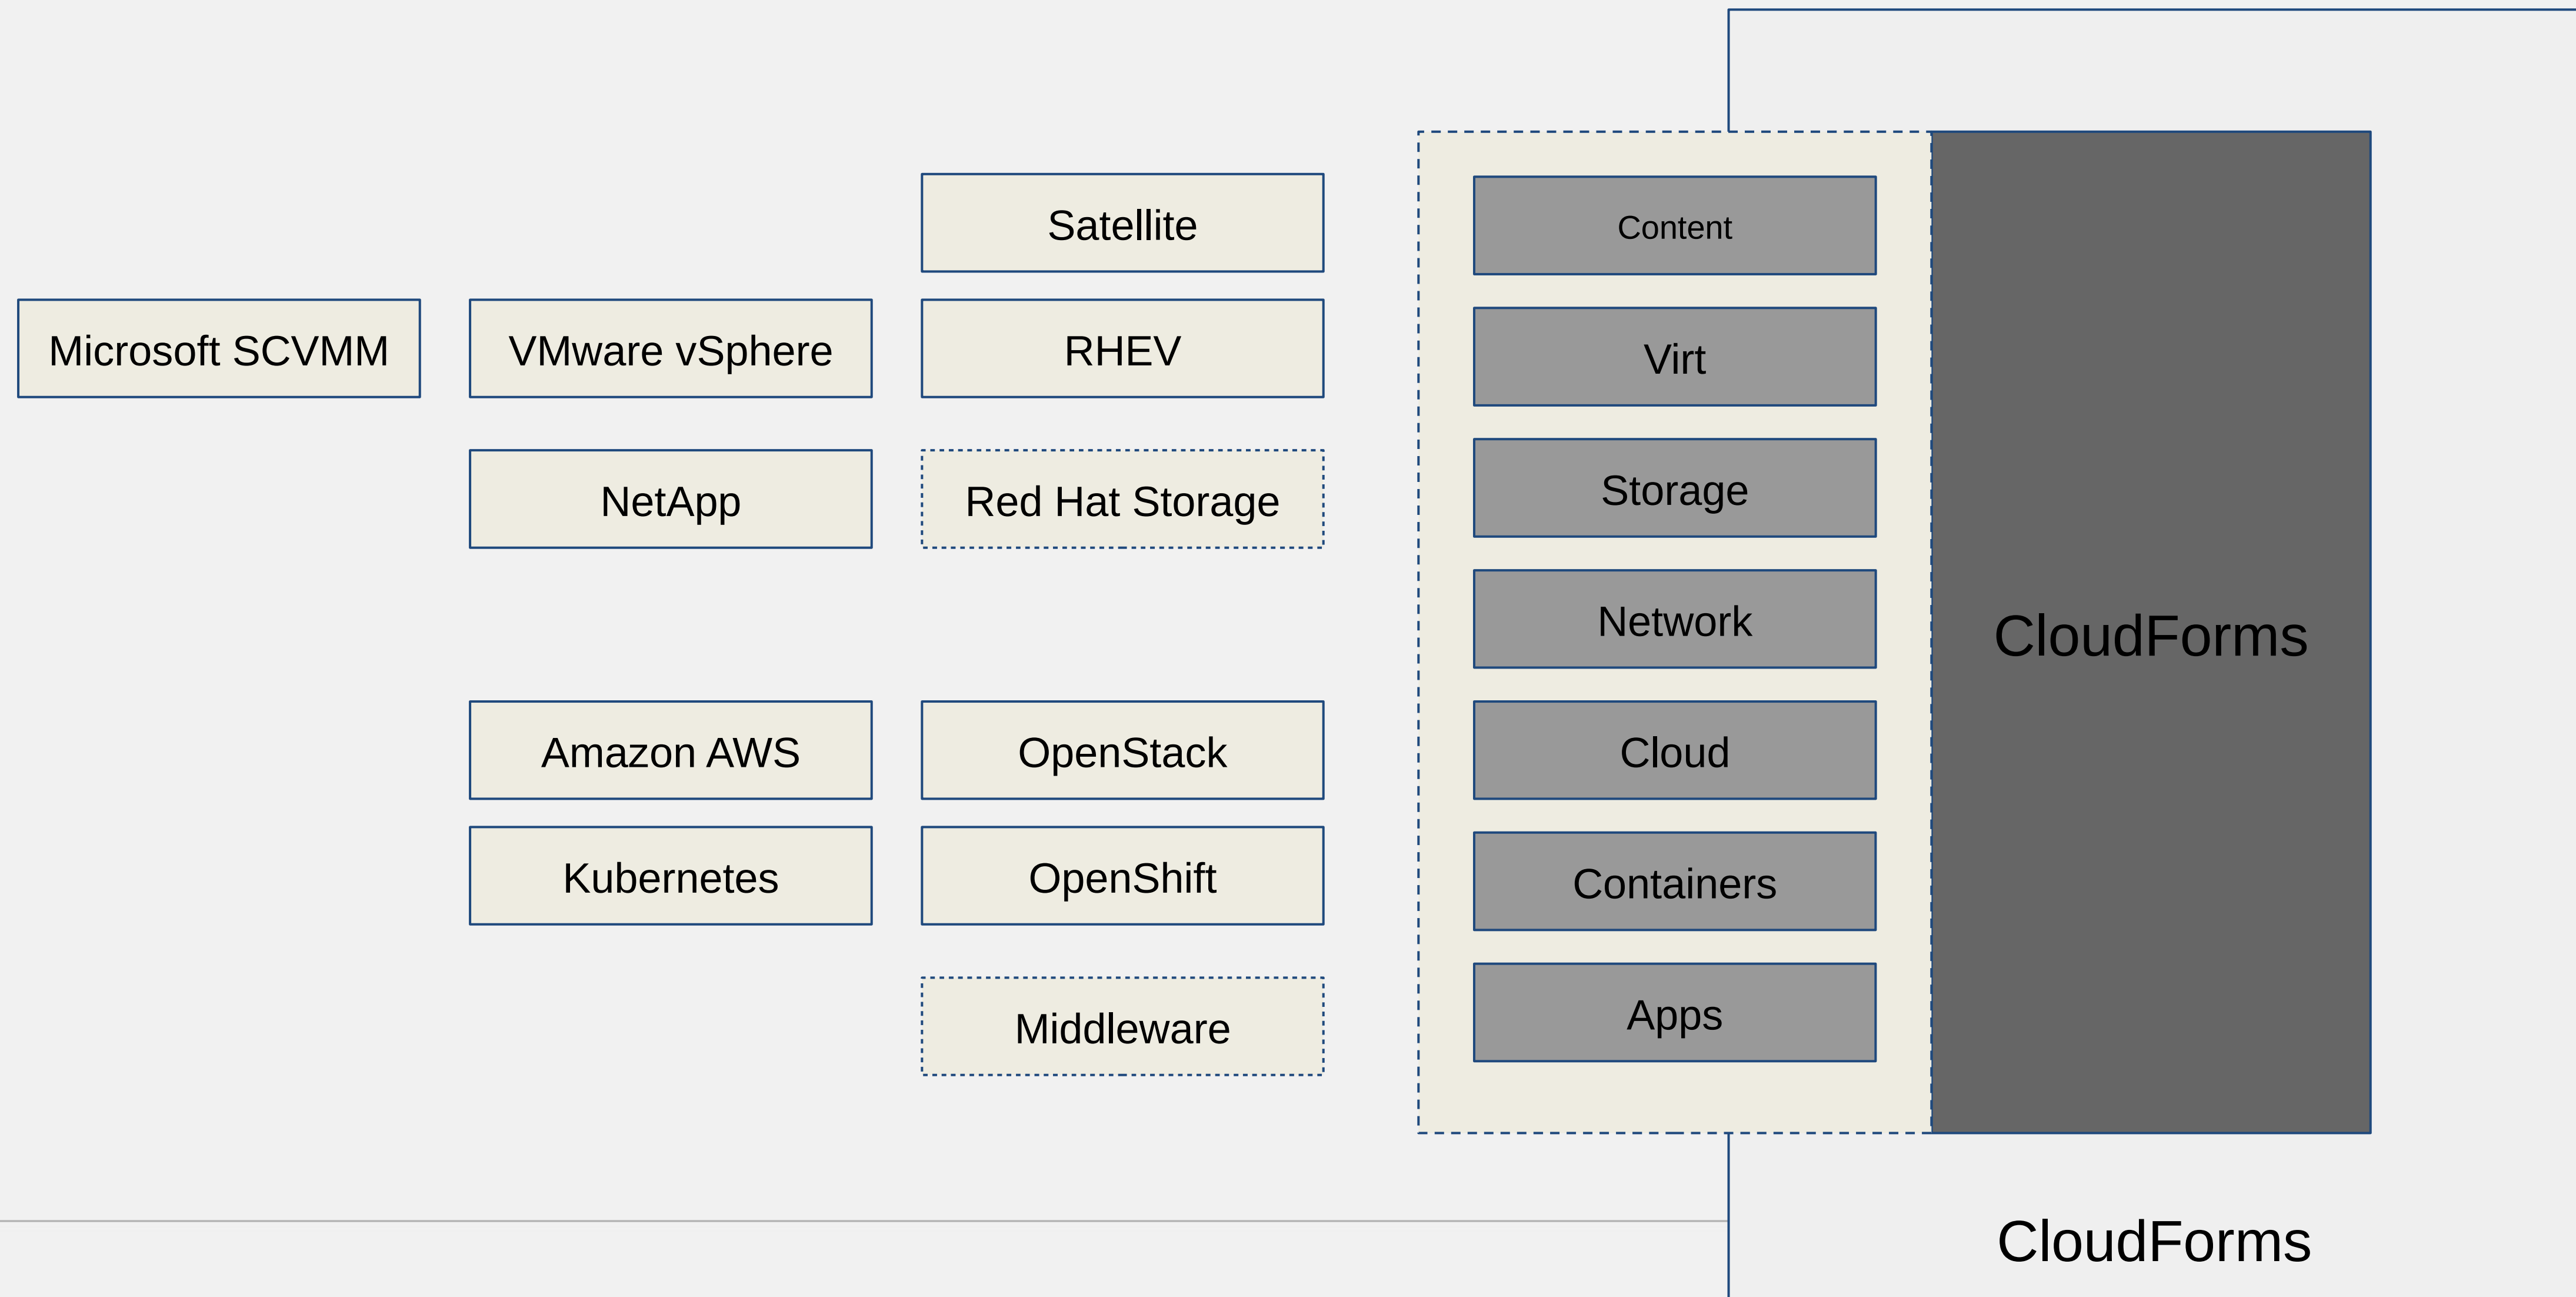 Satellite
Content
Microsoft SCVMM
VMware vSphere
RHEV
Virt
NetApp
Red Hat Storage
Storage
Network
CloudForms
Amazon AWS
OpenStack
Cloud
Kubernetes
OpenShift
Containers
Middleware
Apps
CloudForms